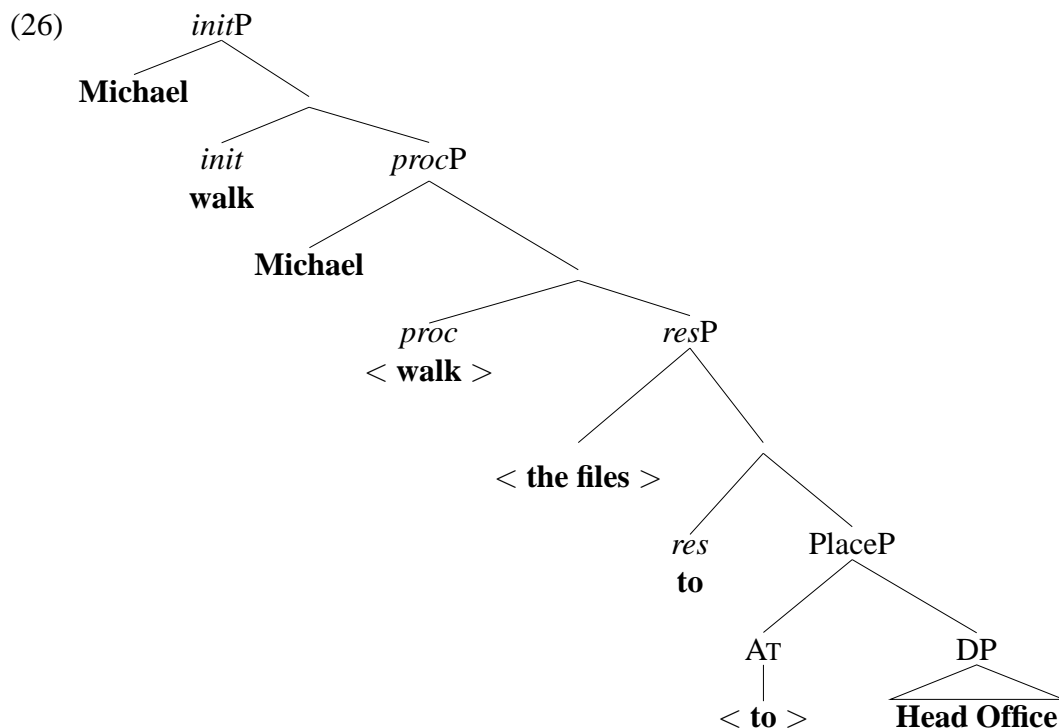 (26) initP
Michael
init procP
walk
Michael
proc resP
< walk >
< the files >
res PlaceP
to
AT DP
< to > Head Office